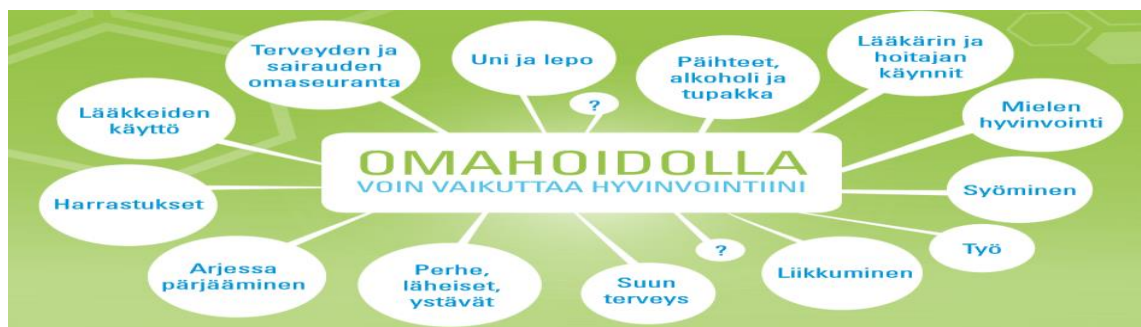 Terveyden ja
sairauden
omaseuranta
Uni ja lepo
?
Päihteet,
alkoholi ja
tupakka
Lääkärin ja
hoitajan
käynnit
Lääkkeiden
käyttö
Mielen
hyvinvointi
OMAHOIDOLLA
VOIN VAIKUTTAA HYVINVOINTIINI
Harrastukset
Syöminen
Arjessa
pärjääminen
Perhe,
läheiset,
ystävät
Suun
terveys
?
Liikkuminen
Työ